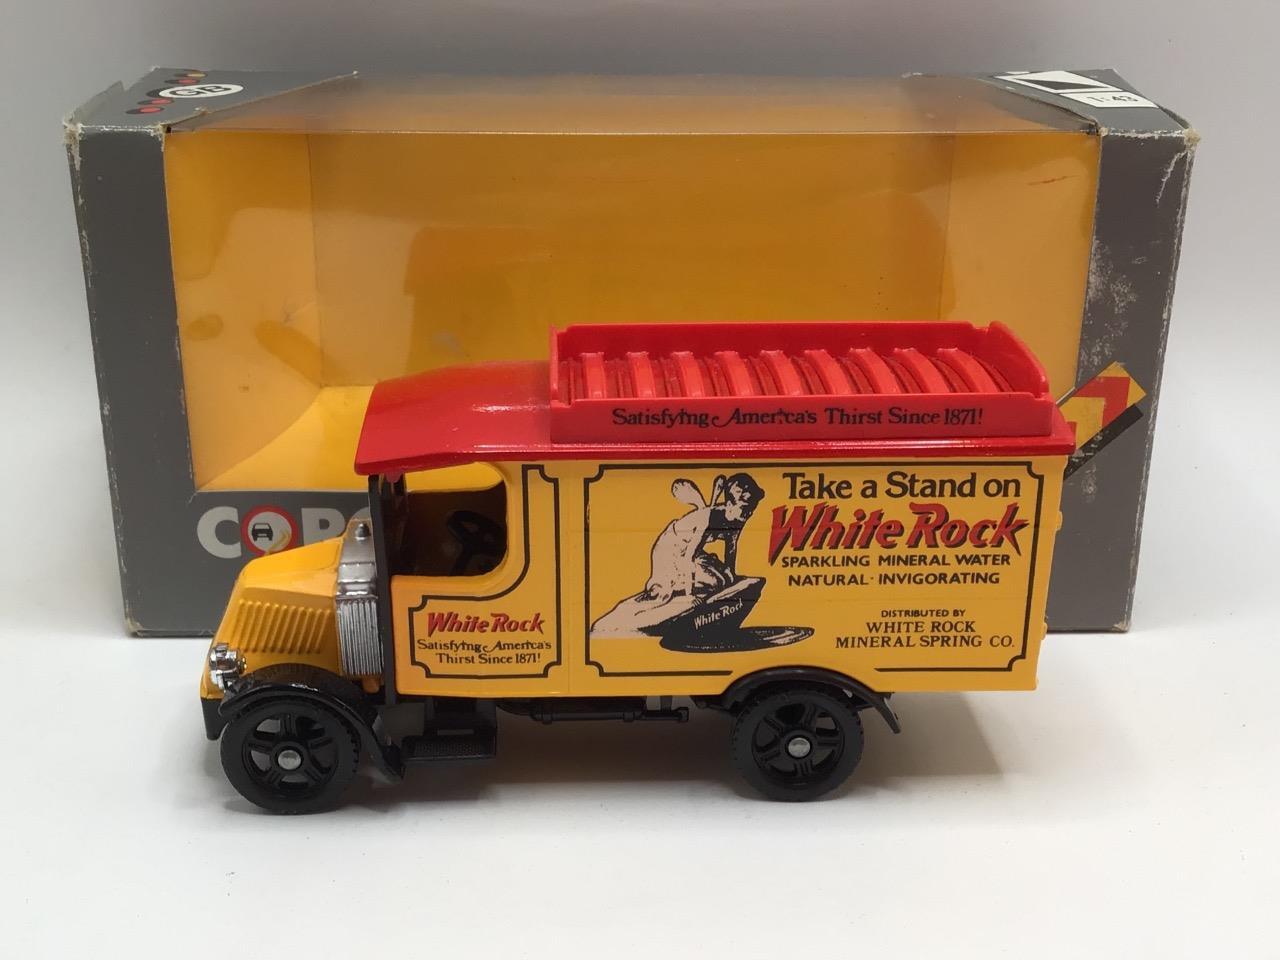 GB
1:43
Satisfying America's Thirst Since 1871!
Take a Stand on
White Rock
SPARKLING MINERAL WATER
NATURAL · INVIGORATING
White Rock
DISTRIBUTED BY
WHITE ROCK
MINERAL SPRING CO.
White Rock
Satisfying America's
Thirst Since 1871!